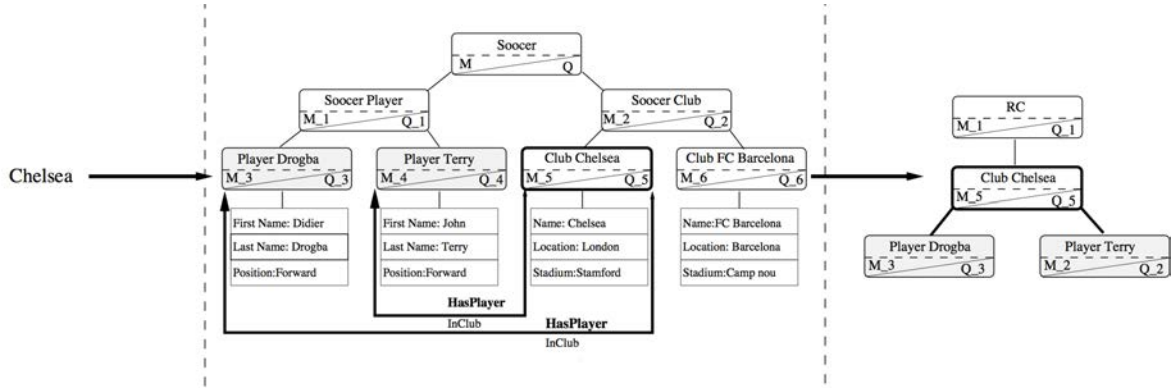 Soocer
M Q
Soocer Player Soocer Club
M_1 Q_1 M_2 Q_2
RC
M_1 Q_1
Chelsea
Player Drogba Player Terry Club Chelsea Club FC Barcelona
M_3 Q_3 M_4 Q_4 M_5 Q_5 M_6 Q_6
Club Chelsea
M_5 Q_5
First Name: Didier First Name: John Name: Chelsea Name:FC Barcelona
Last Name: Drogba Last Name: Terry Location: London Location: Barcelona
Player Drogba Player Terry
M_3 Q_3 M_2 Q_2
Position:Forward Position:Forward Stadium:Stamford Stadium:Camp nou
HasPlayer
InClub
HasPlayer
InClub